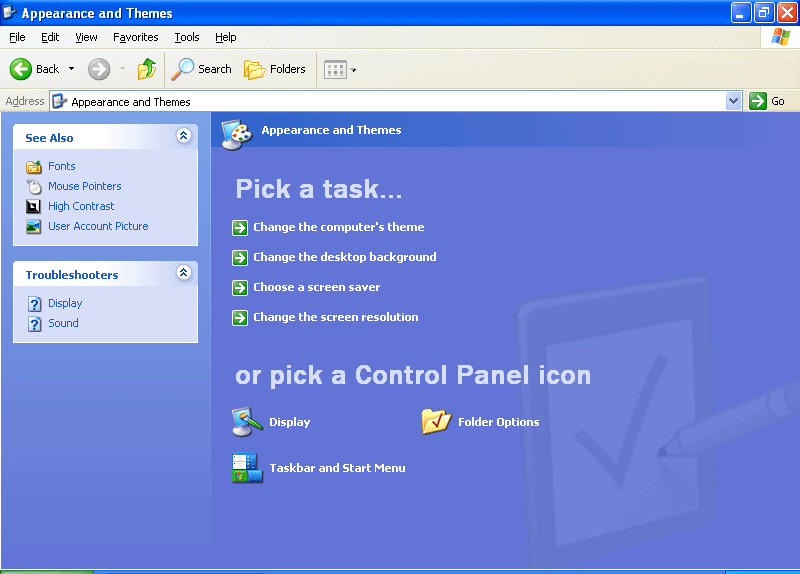 Appearance and Themes
File Edit View Favorites Tools Help
Back Search Folders
Address Appearance and Themes Go
See Also
Fonts
Mouse Pointers
High Contrast
User Account Picture
Troubleshooters
Display
Sound
Appearance and Themes
Pick a task...
Change the computer's theme
Change the desktop background
Choose a screen saver
Change the screen resolution
or pick a Control Panel icon
Display Folder Options
Taskbar and Start Menu